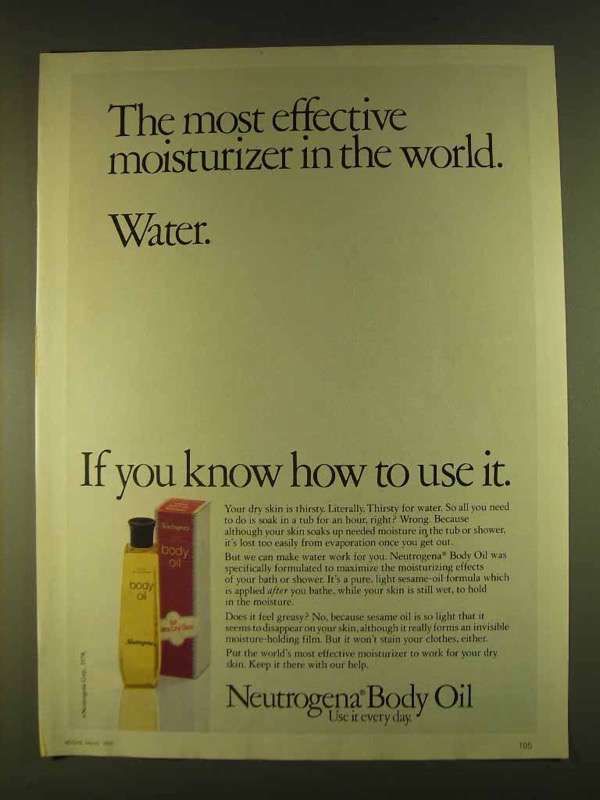 The most effective
moisturizer in the world.
Water.
If you know how to use it.
Your dry skin is thirsty. Literally. Thirsty for water. So all you need
to do is soak in a tub for an hour, right? Wrong. Because
although your skin soaks up needed moisture in the tub or shower,
it's lost too easily from evaporation once you get out.
But we can make water work for you. Neutrogena® Body Oil was
specifically formulated to maximize the moisturizing effects
of your bath or shower. It's a pure, light sesame-oil formula which
is applied after you bathe, while your skin is still wet, to hold
in the moisture.
Does it feel greasy? No, because sesame oil is so light that it
seems to disappear on your skin, although it really forms an invisible
moisture-holding film. But it won't stain your clothes, either.
Put the world's most effective moisturizer to work for your dry
skin. Keep it there with our help.
Neutrogena® Body Oil
Use it every day.
Neutrogena
body
oil
body
oil
Neutrogena
Neutrogena Corp.,
105